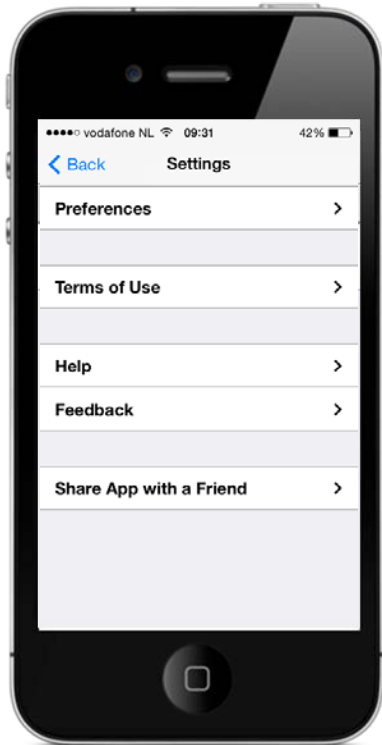 vodafone NL 09:31 42%
Back Settings
Preferences
Terms of Use
Help
Feedback
Share App with a Friend